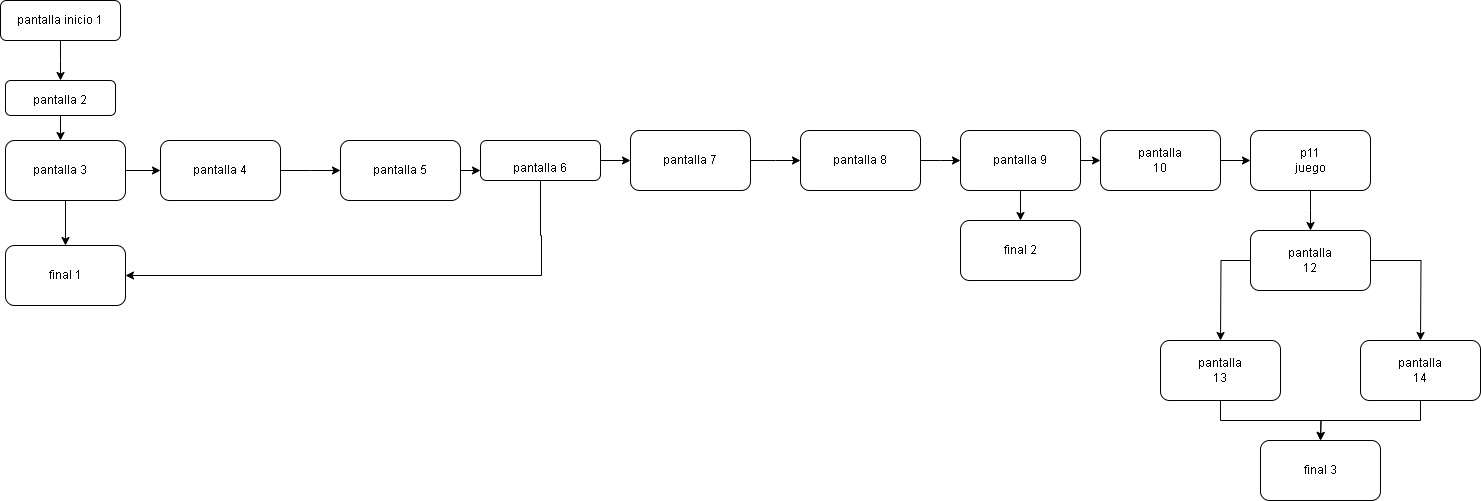 pantalla inicio 1
pantalla 2
pantalla 3
pantalla 4
pantalla 5
pantalla 6
pantalla 7
pantalla 8
pantalla 9
pantalla
10
p11
juego
final 1
final 2
pantalla
12
pantalla
13
pantalla
14
final 3